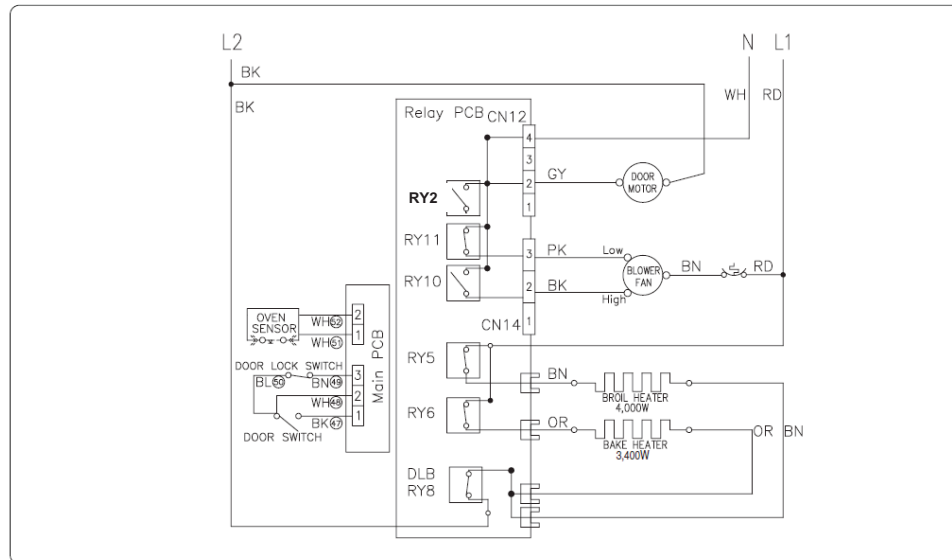 L2
N L1
BK
BK
WH RD
Relay PCB
CN12
4
3
2
1
GY
DOOR MOTOR
RY2
RY11
3
PK
Low
BLOWER FAN
BN
RD
RY10
2
BK
High
CN14
1
OVEN SENSOR
WH52
2
WH51
1
Main PCB
DOOR LOCK SWITCH
BL50
BN49
3
WH48
2
BK47
1
DOOR SWITCH
RY5
BN
BROIL HEATER
4,000W
RY6
OR
BAKE HEATER
3,400W
OR BN
DLB
RY8